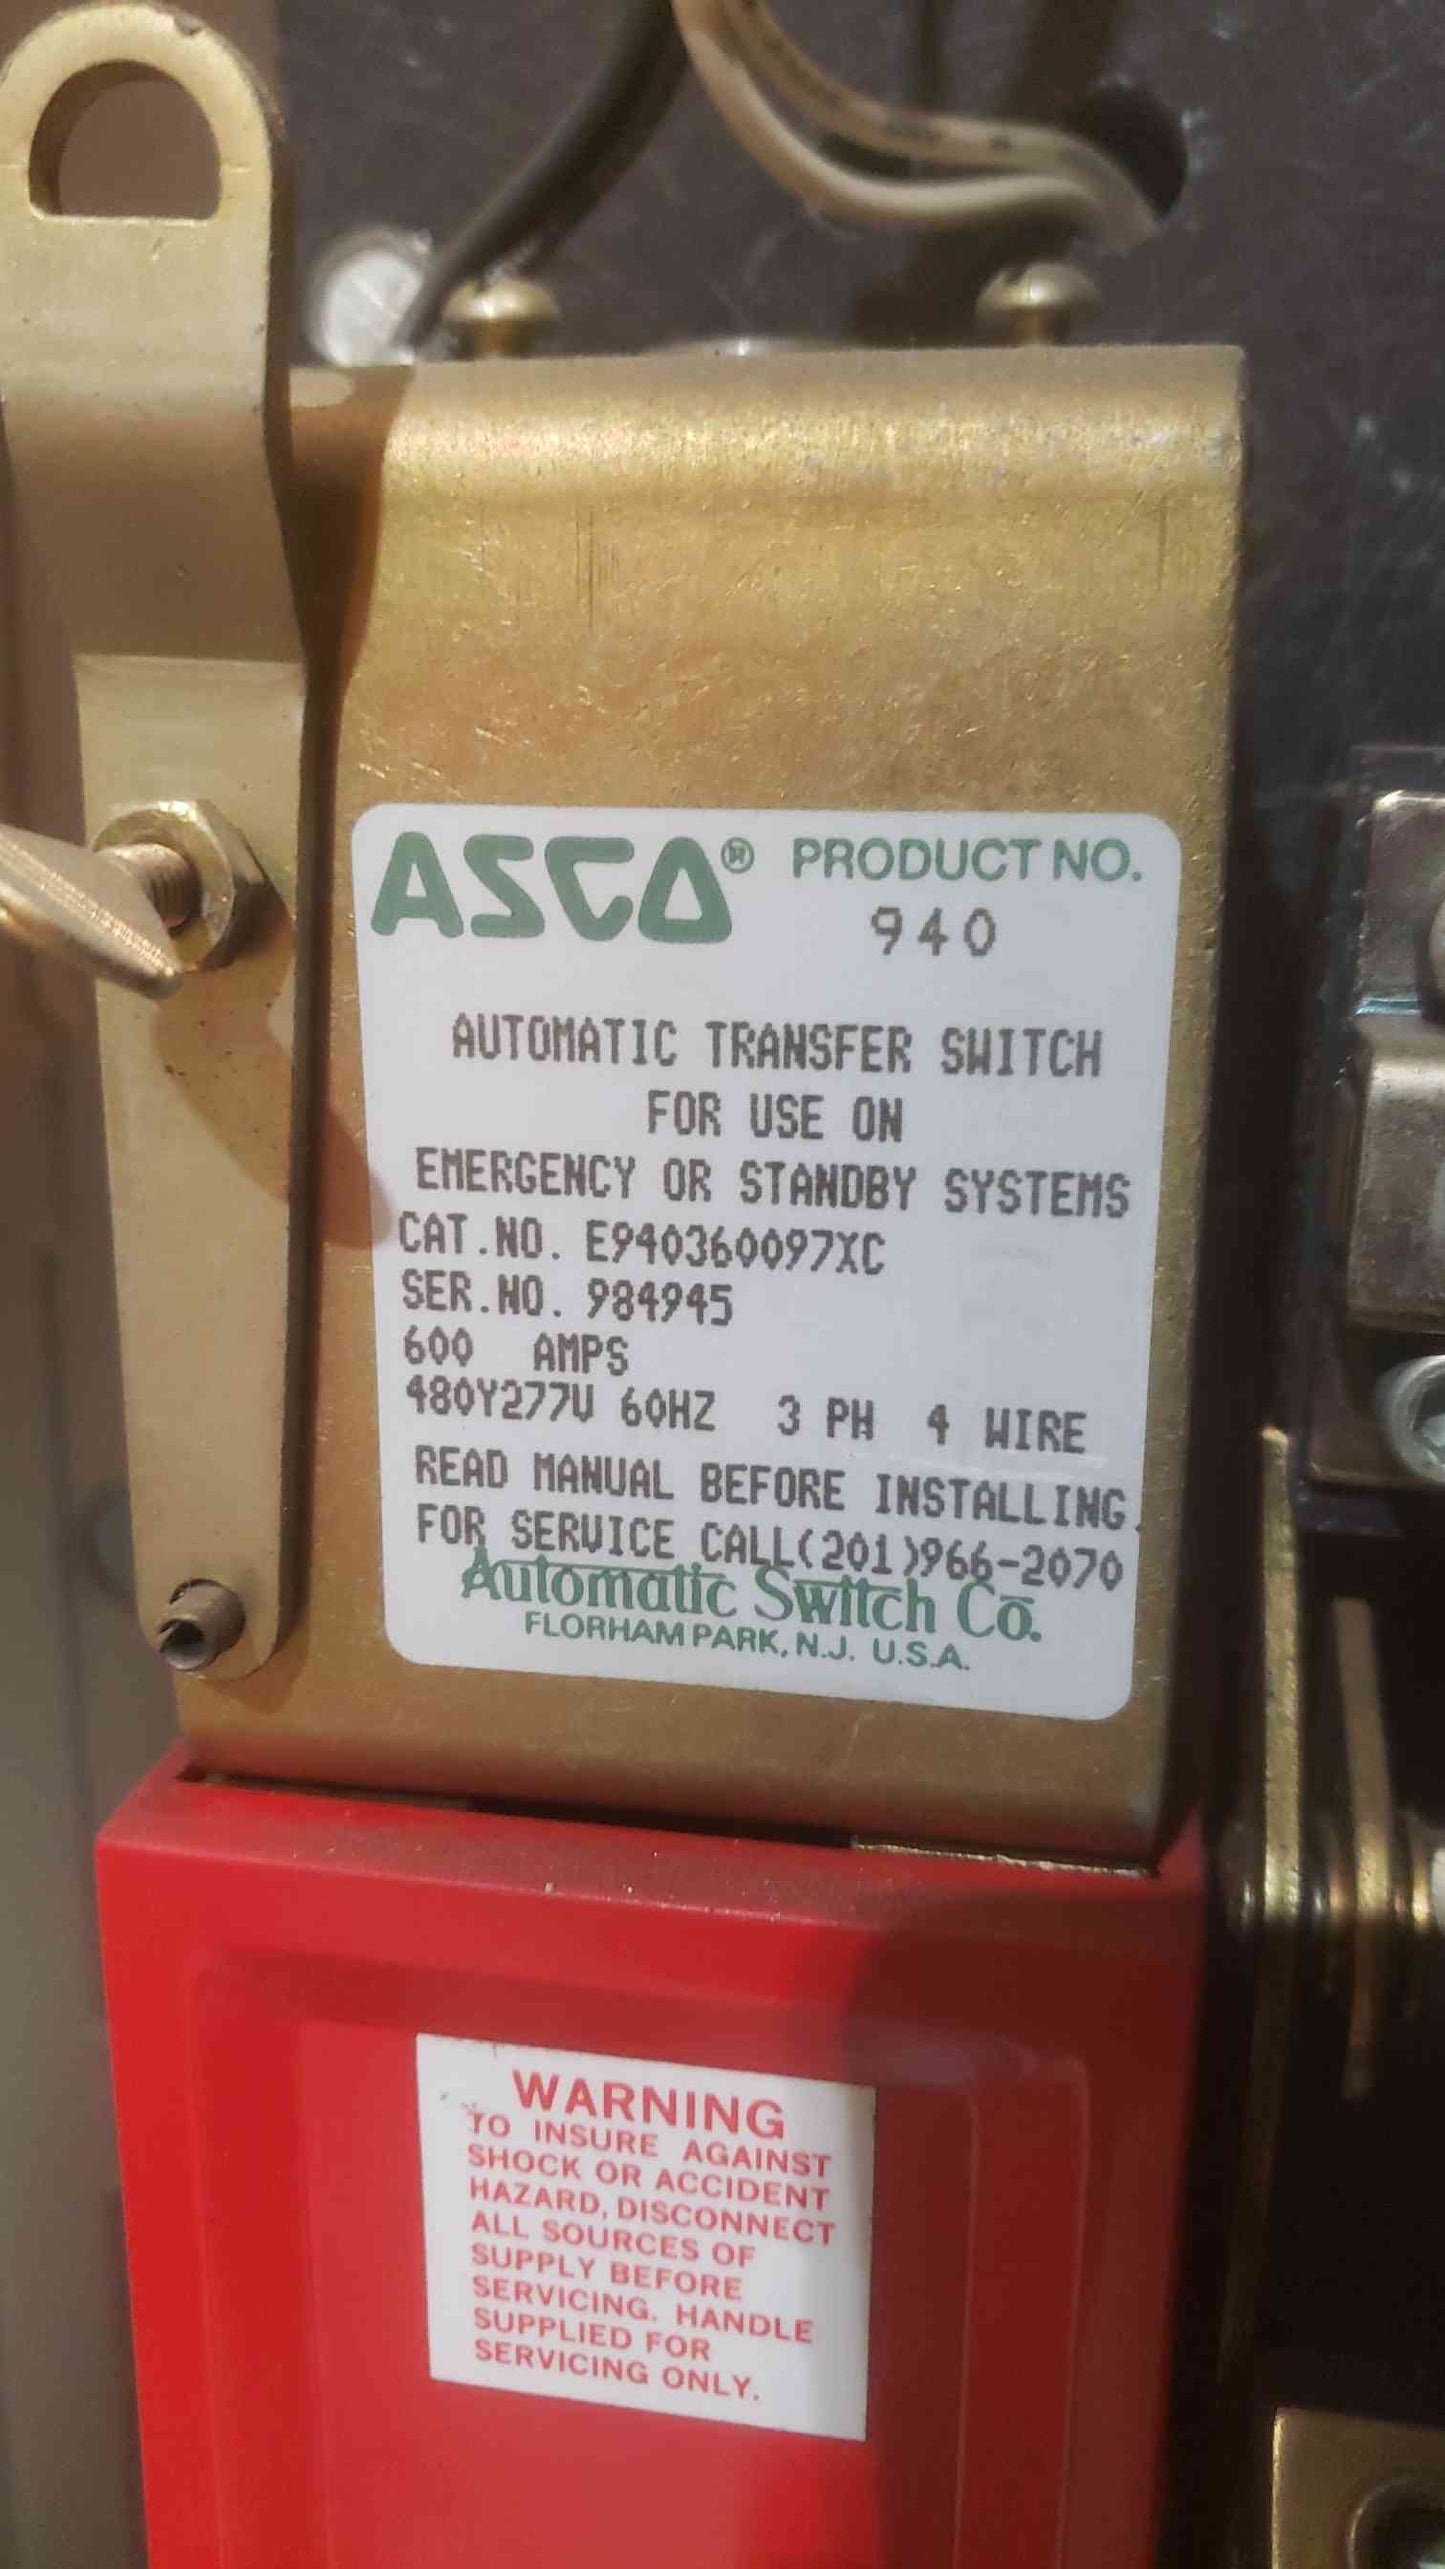 ASCO® PRODUCT NO.
940
AUTOMATIC TRANSFER SWITCH
FOR USE ON
EMERGENCY OR STANDBY SYSTEMS
CAT.NO. E940360097XC
SER.NO. 984945
600 AMPS
480Y277V 60HZ 3 PH 4 WIRE
READ MANUAL BEFORE INSTALLING.
FOR SERVICE CALL(201)966-2070
Automatic Switch Co.
FLORHAM PARK, N.J. U.S.A.
WARNING
TO INSURE AGAINST
SHOCK OR ACCIDENT
HAZARD, DISCONNECT
ALL SOURCES OF
SUPPLY BEFORE
SERVICING. HANDLE
SUPPLIED FOR
SERVICING ONLY.